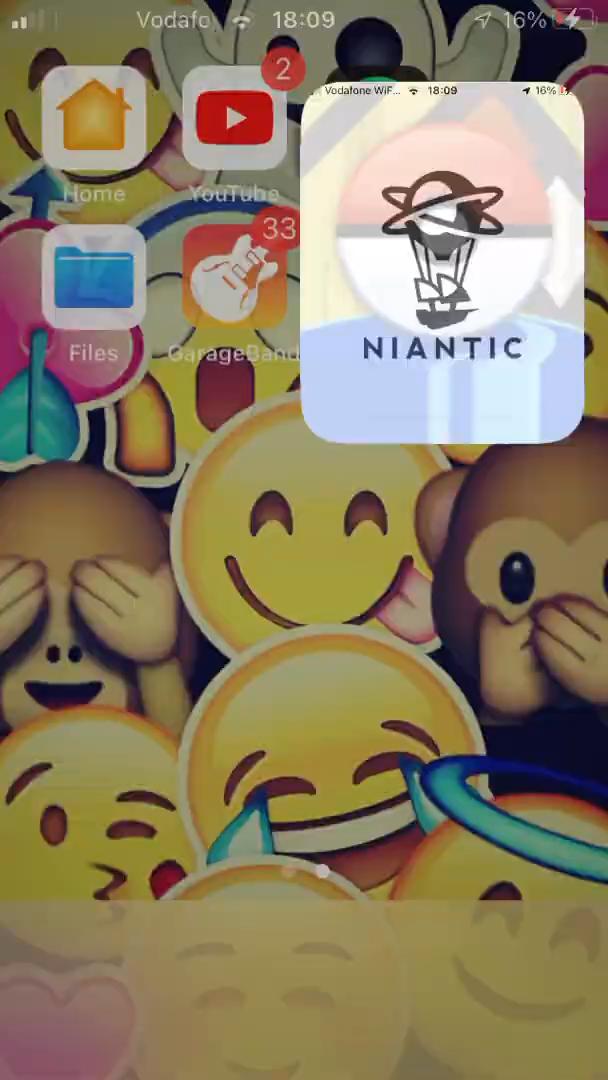 Vodafo 18:09 16%
2
Vodafone WiF... 18:09 16%
Home YouTube
33
NIANTIC
Files GarageBand